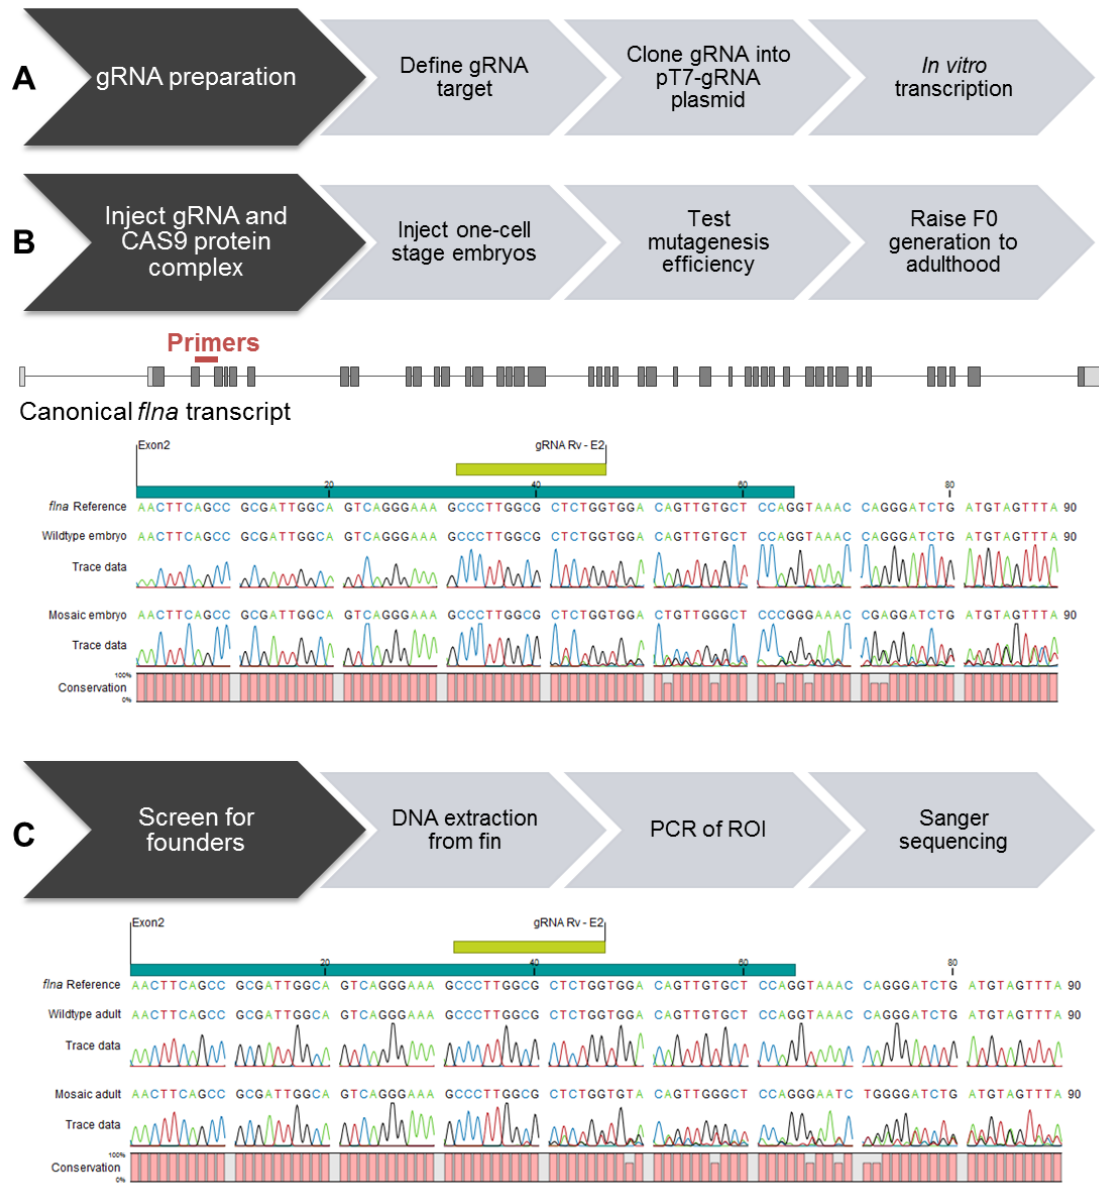 A
gRNA preparation
Define gRNA
target
Clone gRNA into
pT7-gRNA
plasmid
In vitro
transcription
B
Inject gRNA and
CAS9 protein
complex
Inject one-cell
stage embryos
Test
mutagenesis
efficiency
Raise F0
generation to
adulthood
Primers
Canonical flna transcript
Exon2
gRNA Rv - E2
20 40 60 80
flna Reference AACTTCAGCC GCGATTGGCA GTCAGGGAAA GCCCTTGGCG CTCTGGTGGA CAGTTGTGCT CCAGGTAAAC CAGGGATCTG ATGTAGTTTA 90
Wildtype embryo AACTTCAGCC GCGATTGGCA GTCAGGGAAA GCCCTTGGCG CTCTGGTGGA CAGTTGTGCT CCAGGTAAAC CAGGGATCTG ATGTAGTTTA 90
Trace data
Mosaic embryo AACTTCAGCC GCGATTGGCA GTCAGGGAAA GCCCTTGGCG CTCTGGTGGA CTGTTGGGCT CCCGGGAAAC CGAGGATCTG ATGTAGTTTA 90
Trace data
100%
Conservation
0%
C
Screen for
founders
DNA extraction
from fin
PCR of ROI
Sanger
sequencing
Exon2
gRNA Rv - E2
20 40 60 80
flna Reference AACTTCAGCC GCGATTGGCA GTCAGGGAAA GCCCTTGGCG CTCTGGTGGA CAGTTGTGCT CCAGGTAAAC CAGGGATCTG ATGTAGTTTA 90
Wildtype adult AACTTCAGCC GCGATTGGCA GTCAGGGAAA GCCCTTGGCG CTCTGGTGGA CAGTTGTGCT CCAGGTAAAC CAGGGATCTG ATGTAGTTTA 90
Trace data
Mosaic adult AACTTCAGCC GCGATTGGCA GTCAGGGAAA GCCCTTGGCG CTCTGGTGTA CAGTTGGGCT CCAGGGAATC TGGGGATCTG ATGTAGTTTA 90
Trace data
100%
Conservation
0%